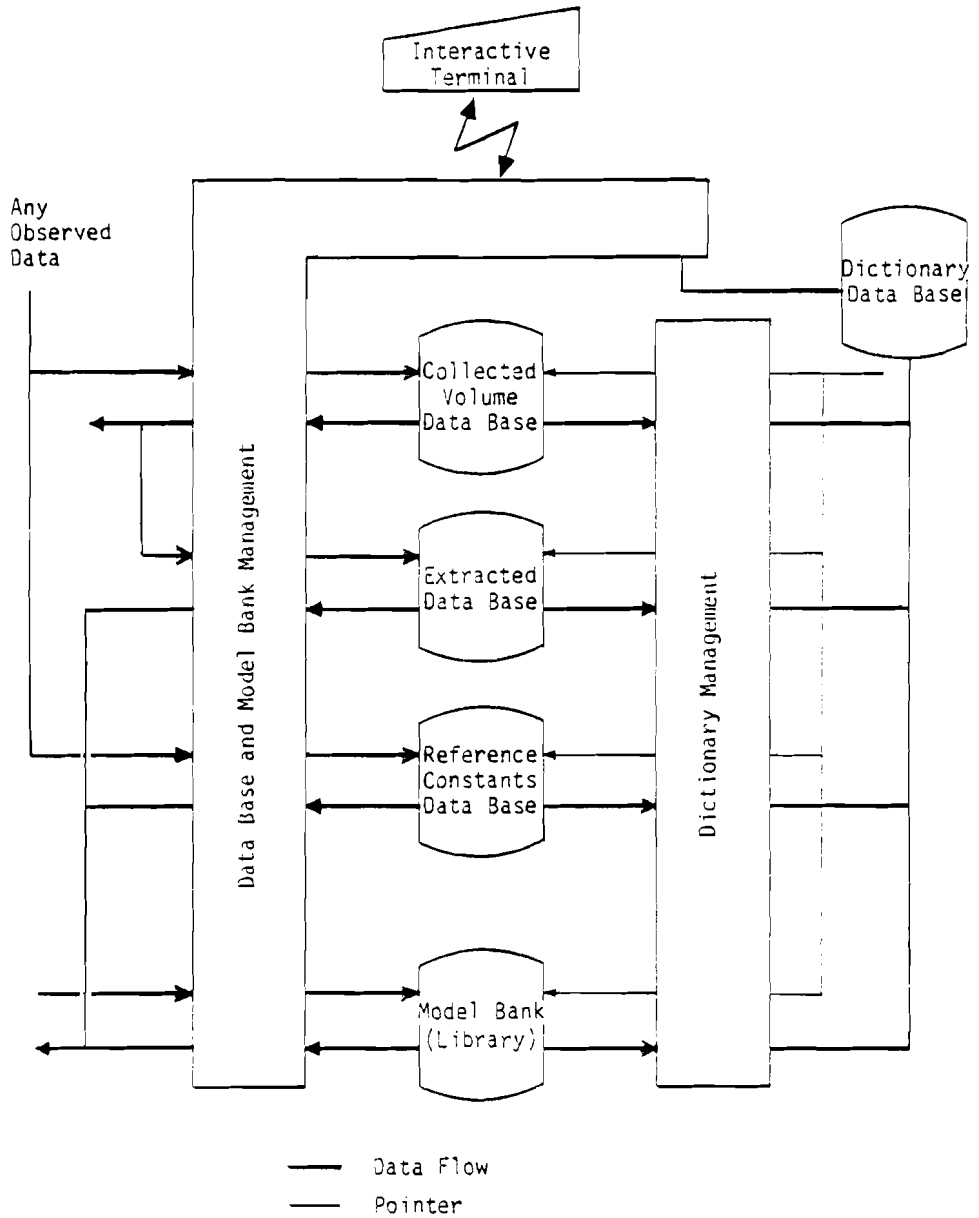 Interactive
Terminal
Any
Observed
Data
Dictionary
Data Base
Collected
Volume
Data Base
Extracted
Data Base
Reference
Constants
Data Base
Model Bank
(Library)
Data Base and Model Bank Management
Dictionary Management
Data Flow
Pointer